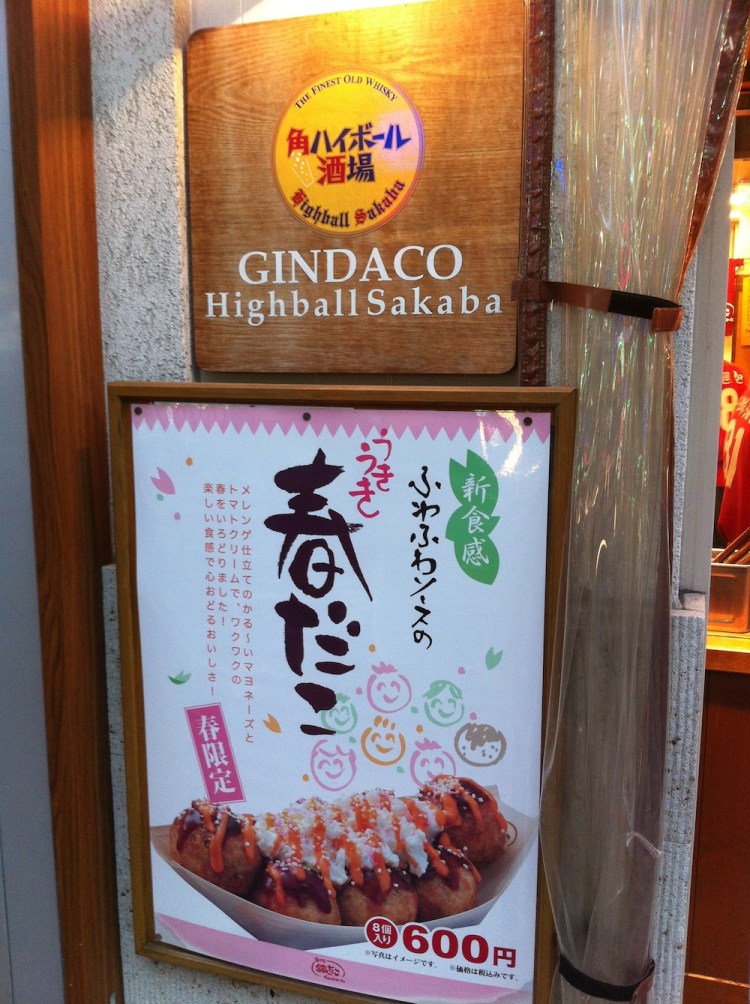 THE FINEST OLD WHISKY
角ハイボール
酒場
Highball Sakaba
GINDACO
Highball Sakaba
新食感
ふわふわソースの
うきうき
春だこ
メレンゲ仕立てのかる〜いマヨネーズと
トマトクリームで、ワクワクの
春をいろどりました！
楽しい食感で心おどるおいしさ！
春限定
8個
入り
600円
※写真はイメージです。 ※価格は税込みです。
銀だこ